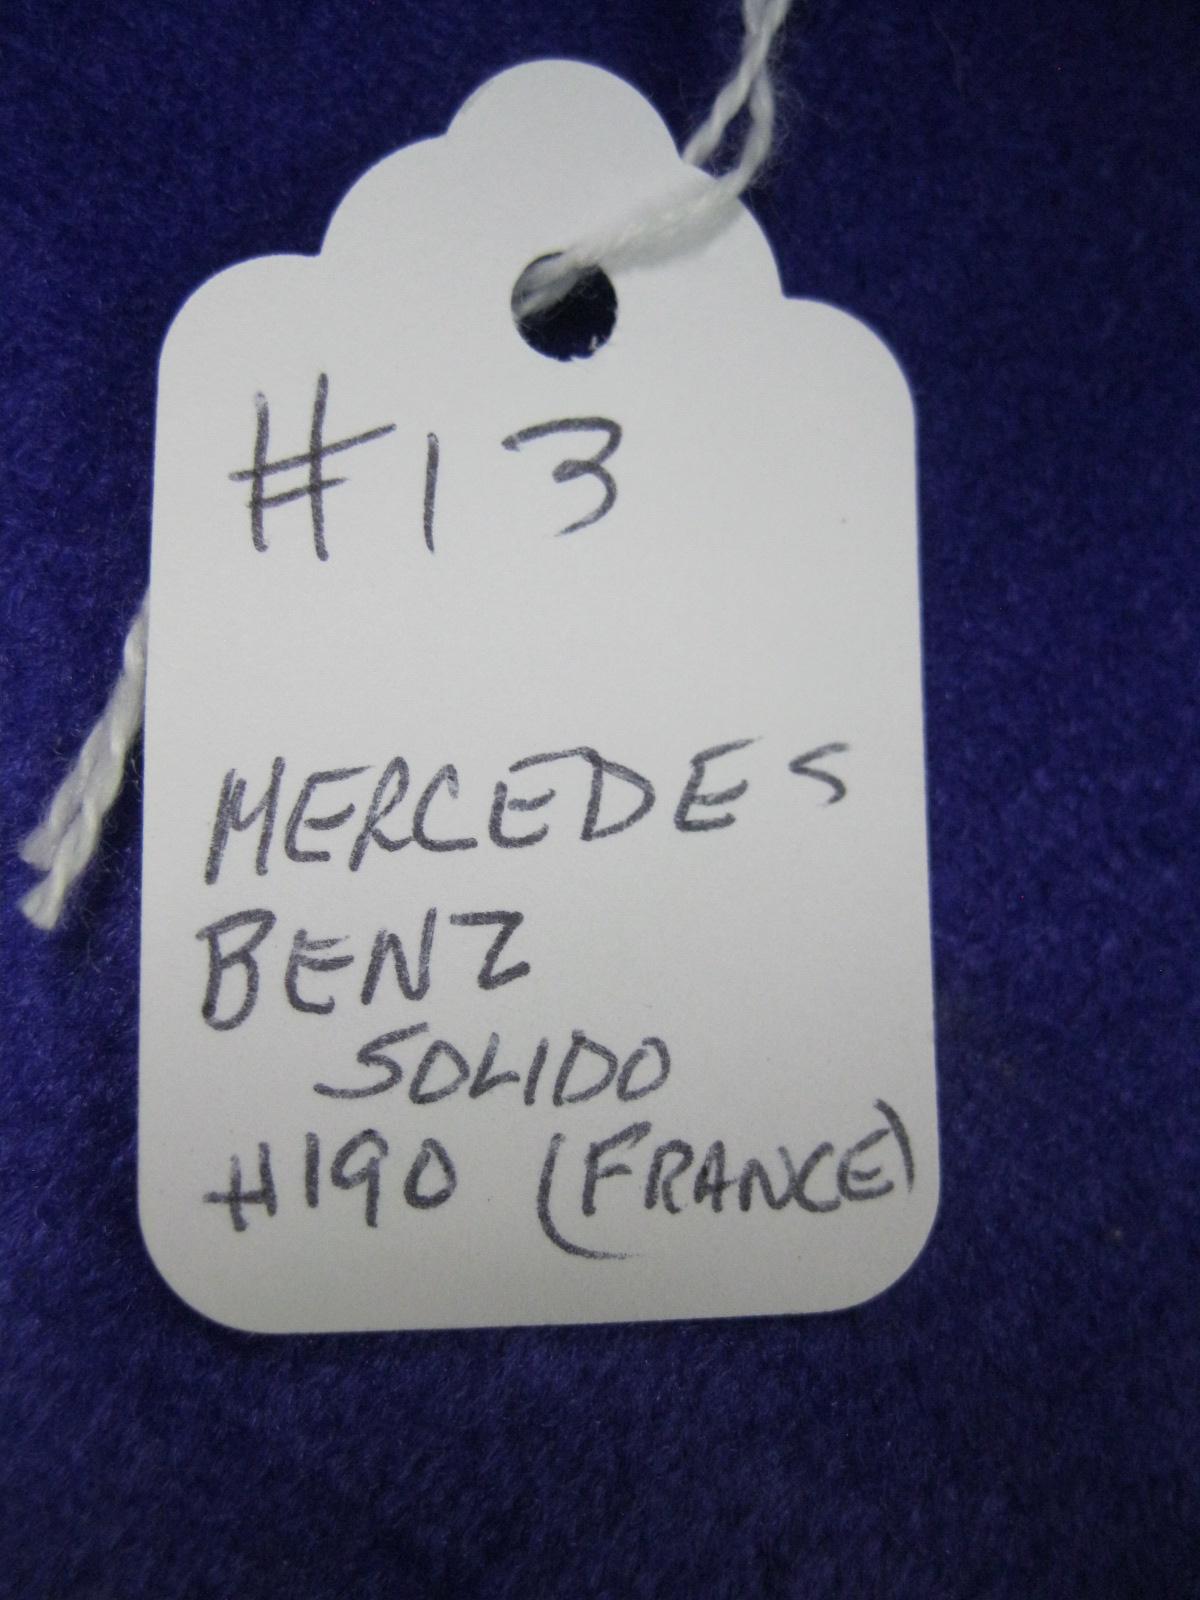 #13
MERCEDES
BENZ
SOLIDO
#190 (FRANCE)